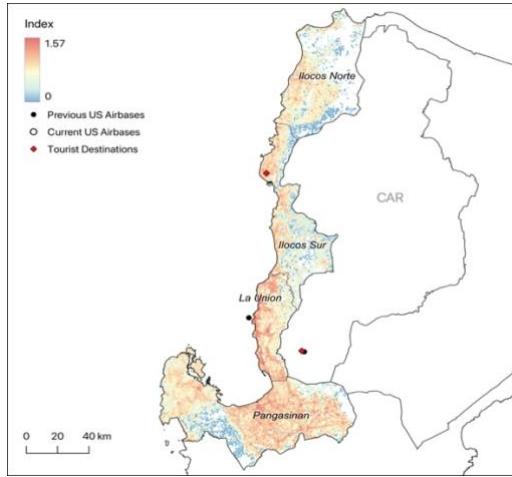 Index
1.57
0
Previous US Airbases
Current US Airbases
Tourist Destinations
Ilocos Norte
CAR
Ilocos Sur
La Union
Pangasinan
0 20 40 km